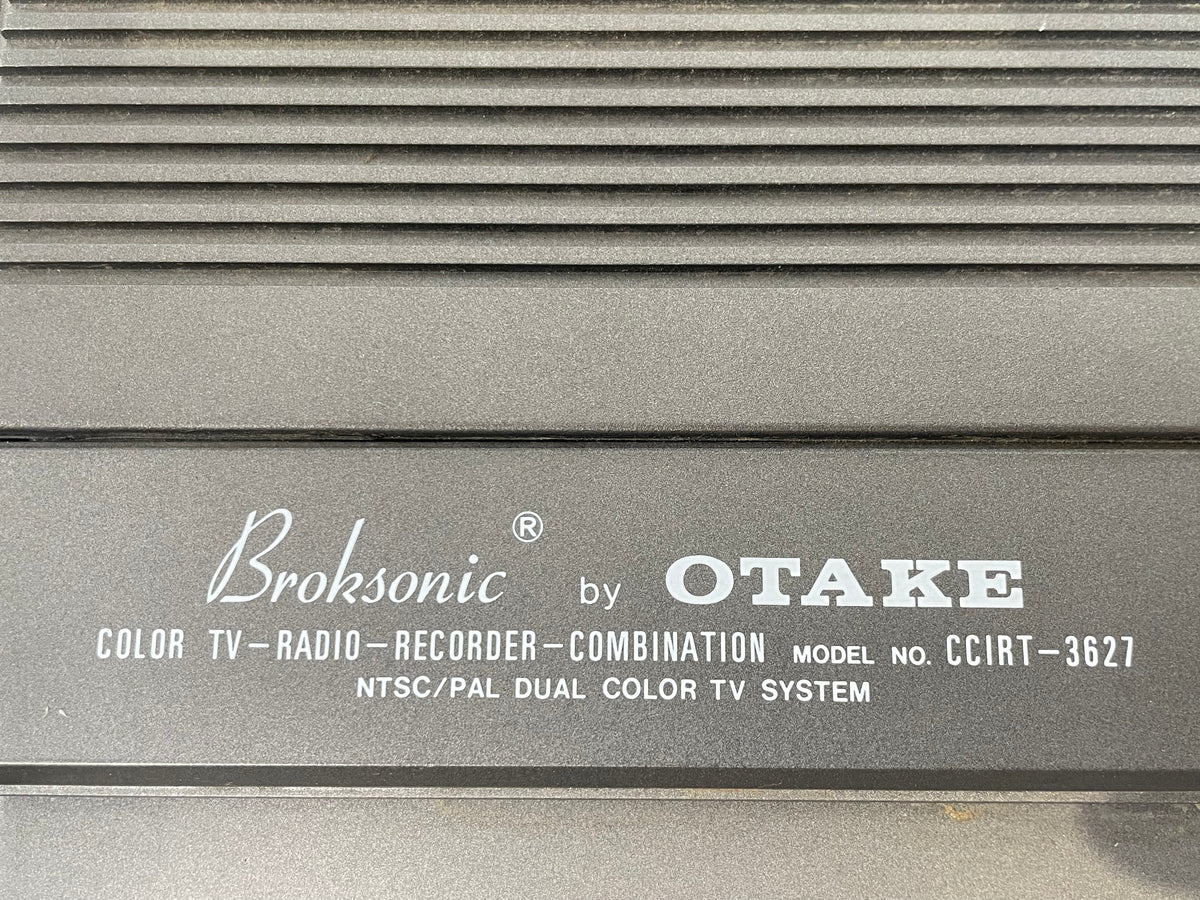 Broksonic® by OTAKE
COLOR TV-RADIO-RECORDER-COMBINATION MODEL NO. CCIRT-3627
NTSC/PAL DUAL COLOR TV SYSTEM